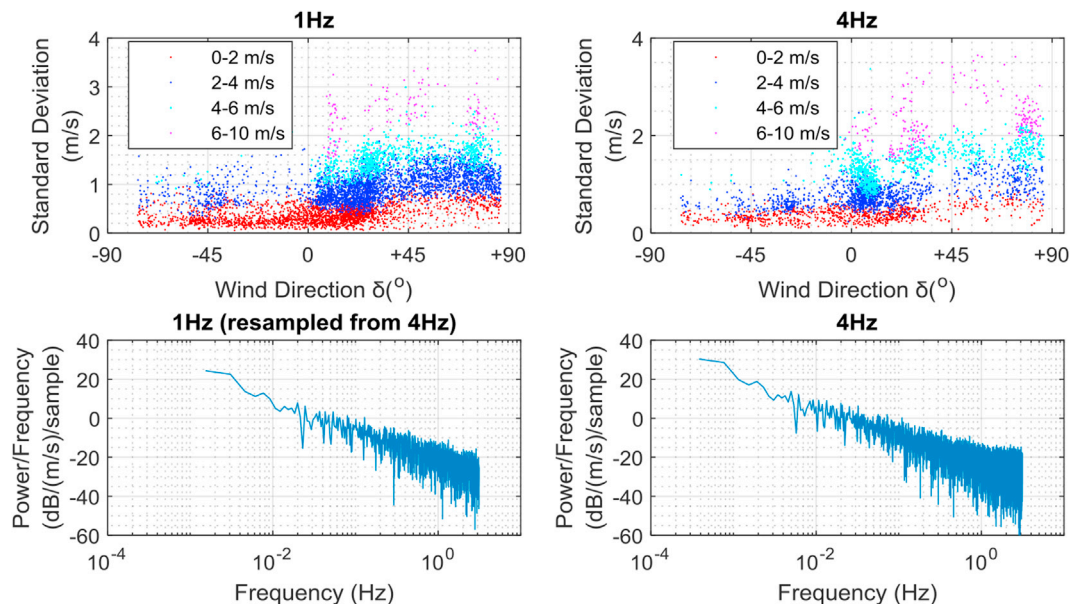 1Hz
4
3
2
1
0
Standard Deviation
(m/s)
0-2 m/s
2-4 m/s
4-6 m/s
6-10 m/s
-90
-45
0
+45
+90
Wind Direction δ(°)
4Hz
4
3
2
1
0
Standard Deviation
(m/s)
0-2 m/s
2-4 m/s
4-6 m/s
6-10 m/s
-90
-45
0
+45
+90
Wind Direction δ(°)
1Hz (resampled from 4Hz)
40
20
0
-20
-40
-60
Power/Frequency
(dB/(m/s)/sample)
10⁻⁴
10⁻²
10⁰
Frequency (Hz)
4Hz
40
20
0
-20
-40
-60
Power/Frequency
(dB/(m/s)/sample)
10⁻⁴
10⁻²
10⁰
Frequency (Hz)